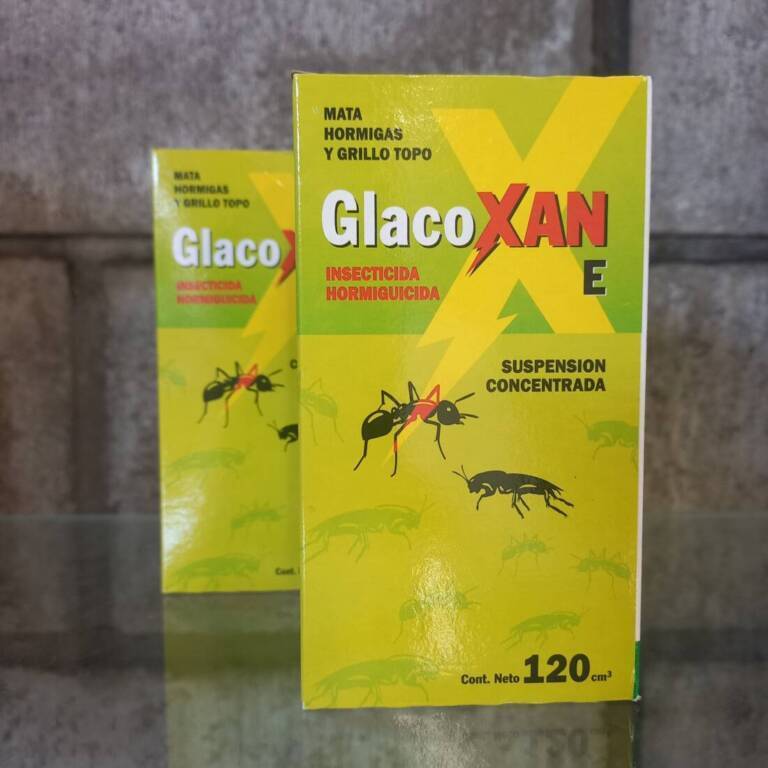 MATA
HORMIGAS
Y GRILLO TOPO
GlacoXAN
E
INSECTICIDA
HORMIGUICIDA
SUSPENSION
CONCENTRADA
Cont. Neto 120 cm³
MATA
HORMIGAS
Y GRILLO TOPO
Glaco
INSECTICIDA
HORMIGUICIDA
Cont.